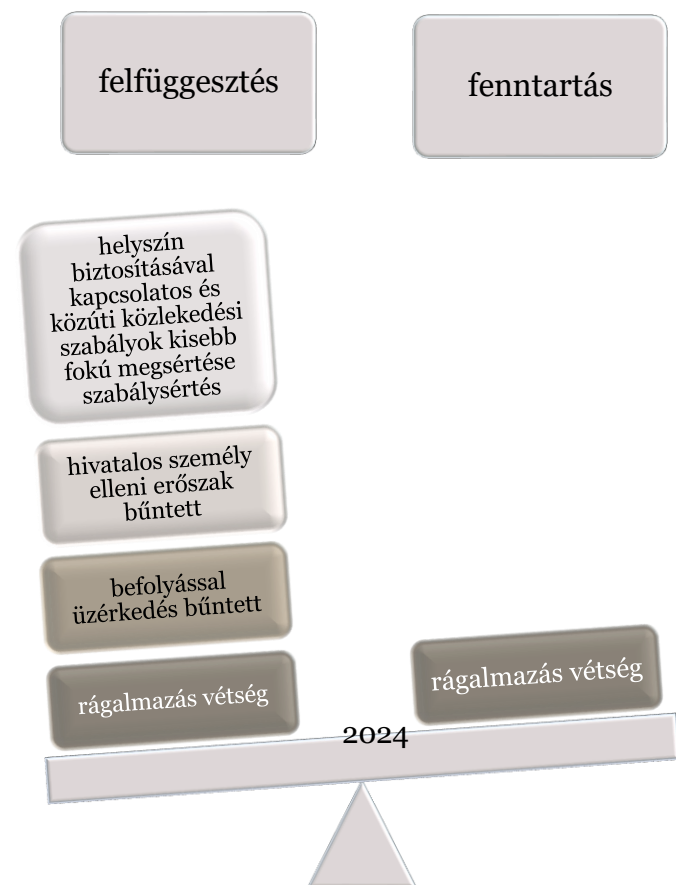 felfüggesztés
fenntartás
helyszín
biztosításával
kapcsolatos és
közúti közlekedési
szabályok kisebb
fokú megsértése
szabálysértés
hivatalos személy
elleni erőszak
bűntett
befolyással
üzérkedés bűntett
rágalmazás vétség
rágalmazás vétség
2024